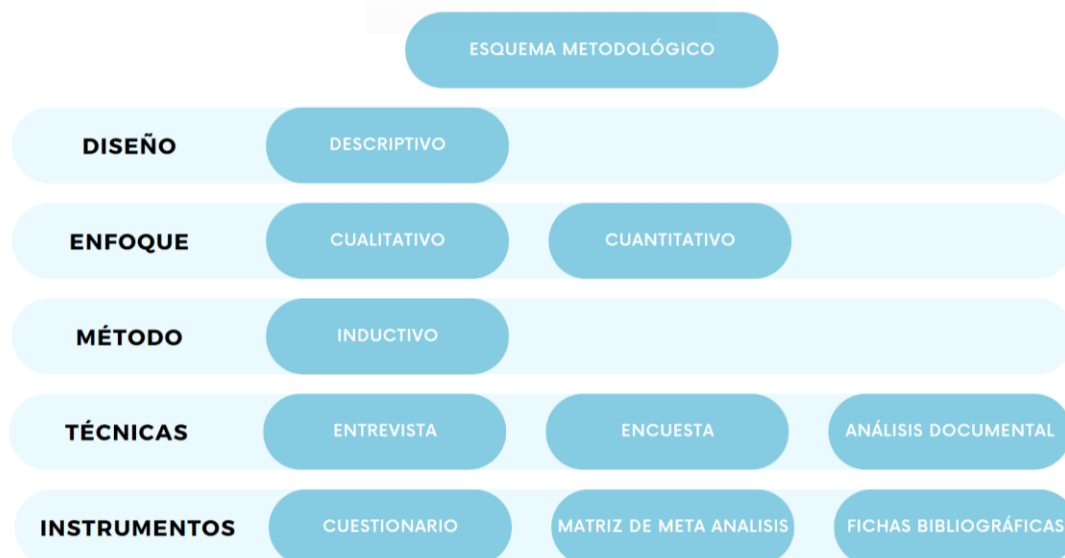 ESQUEMA METODOLÓGICO
DISEÑO
DESCRIPTIVO
ENFOQUE
CUALITATIVO
CUANTITATIVO
MÉTODO
INDUCTIVO
TÉCNICAS
ENTREVISTA
ENCUESTA
ANÁLISIS DOCUMENTAL
INSTRUMENTOS
CUESTIONARIO
MATRIZ DE META ANALISIS
FICHAS BIBLIOGRÁFICAS